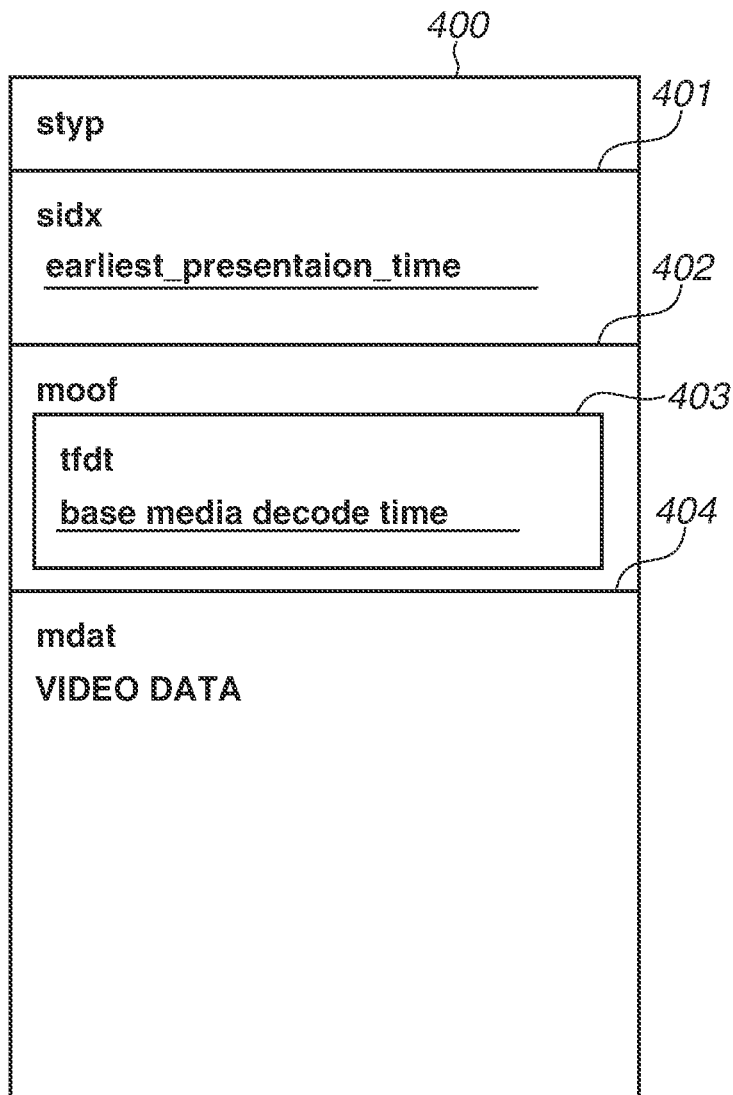 400
styp
401
sidx
earliest_presentaion_time
402
moof
403
tfdt
base media decode time
404
mdat
VIDEO DATA